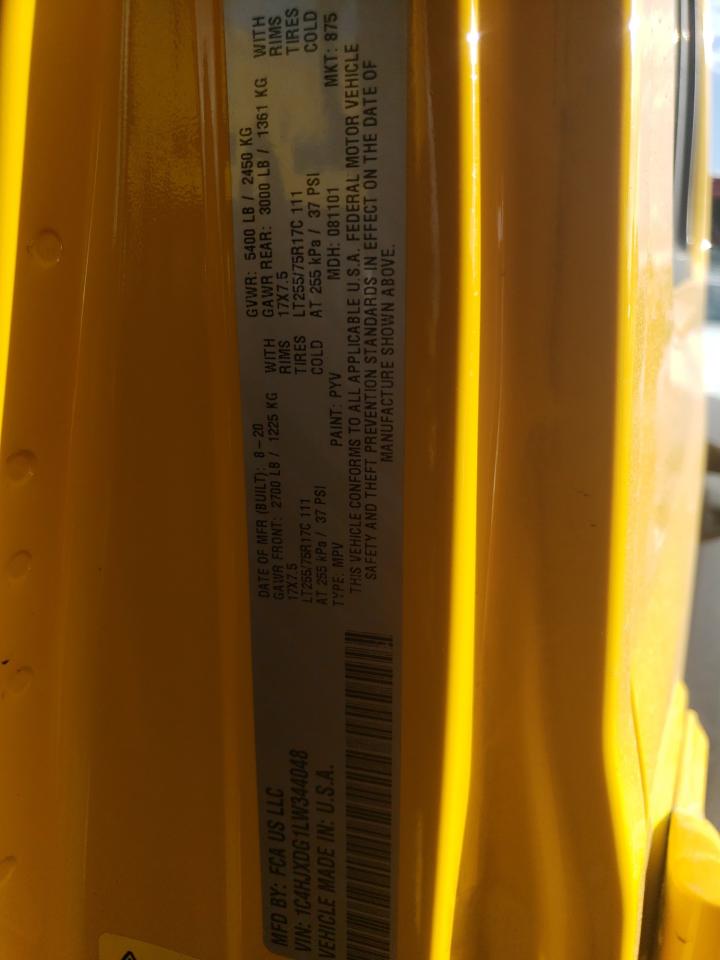 MFD BY: FCA US LLC
VIN: 1C4HJXDG1LW344048
VEHICLE MADE IN: U.S.A.
DATE OF MFR (BUILT): 8-20
GAWR FRONT: 2700 LB / 1225 KG WITH
17X7.5 RIMS
LT255/75R17C 111 TIRES
AT 255 kPa / 37 PSI COLD
TYPE: MPV PAINT: PYV
GVWR: 5400 LB / 2450 KG
GAWR REAR: 3000 LB / 1361 KG WITH
17X7.5 RIMS
LT255/75R17C 111 TIRES
AT 255 kPa / 37 PSI COLD
MDH: 081101 MKT: 875
THIS VEHICLE CONFORMS TO ALL APPLICABLE U.S.A. FEDERAL MOTOR VEHICLE
SAFETY AND THEFT PREVENTION STANDARDS IN EFFECT ON THE DATE OF
MANUFACTURE SHOWN ABOVE.